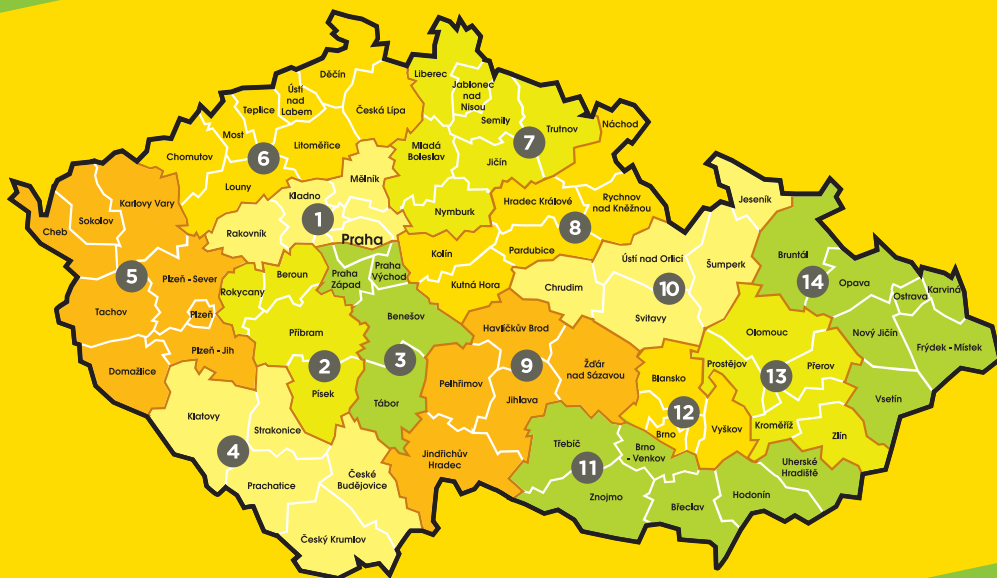 Děčín
Liberec
Ústí
nad
Labem
Jablonec
nad
Nisou
Teplice
Česká Lípa
Semily
Trutnov
Náchod
Most
Litoměřice
Mladá
Boleslav
7
Chomutov
6
Jičín
Mělník
Louny
Kladno
Jeseník
Karlovy Vary
Hradec Králové
Rychnov
nad Kněžnou
Sokolov
1
Nymburk
8
Cheb
Rakovník
Praha
Pardubice
Kolín
Bruntál
Ústí nad Orlicí
Šumperk
5
Plzeň - Sever
Beroun
Praha
Západ
Praha
Východ
14
Opava
Rokycany
Kutná Hora
Chrudim
10
Ostrava
Karviná
Tachov
Plzeň
Benešov
Svitavy
Příbram
Havlíčkův Brod
Olomouc
Nový Jičín
Frýdek - Místek
Plzeň - Jih
3
9
Žďár
nad Sázavou
Prostějov
Přerov
Domažlice
2
13
Písek
Pelhřimov
Blansko
Jihlava
Vsetín
Klatovy
Tábor
12
Strakonice
Brno
Vyškov
Kroměříž
Zlín
4
Jindřichův
Hradec
Třebíč
Brno
- Venkov
11
Uherské
Hradiště
Prachatice
České
Budějovice
Znojmo
Hodonín
Břeclav
Český Krumlov